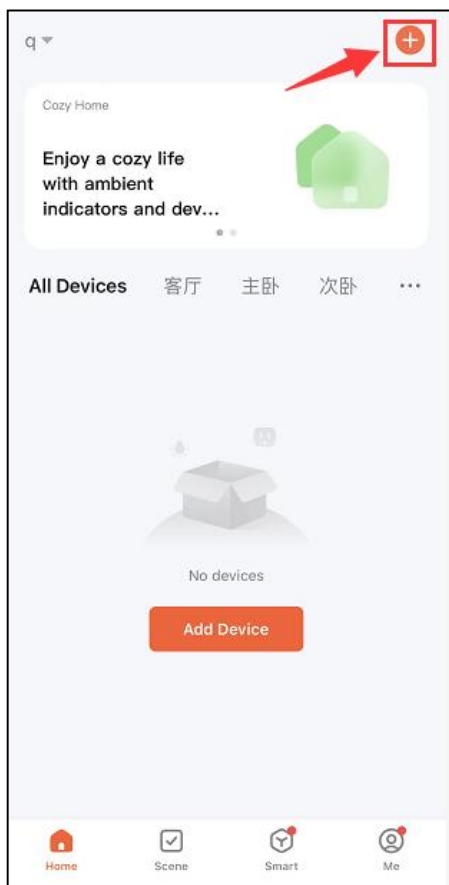 q
Cozy Home
Enjoy a cozy life
with ambient
indicators and dev...
All Devices 客厅 主卧 次卧 ...
No devices
Add Device
Home Scene Smart Me